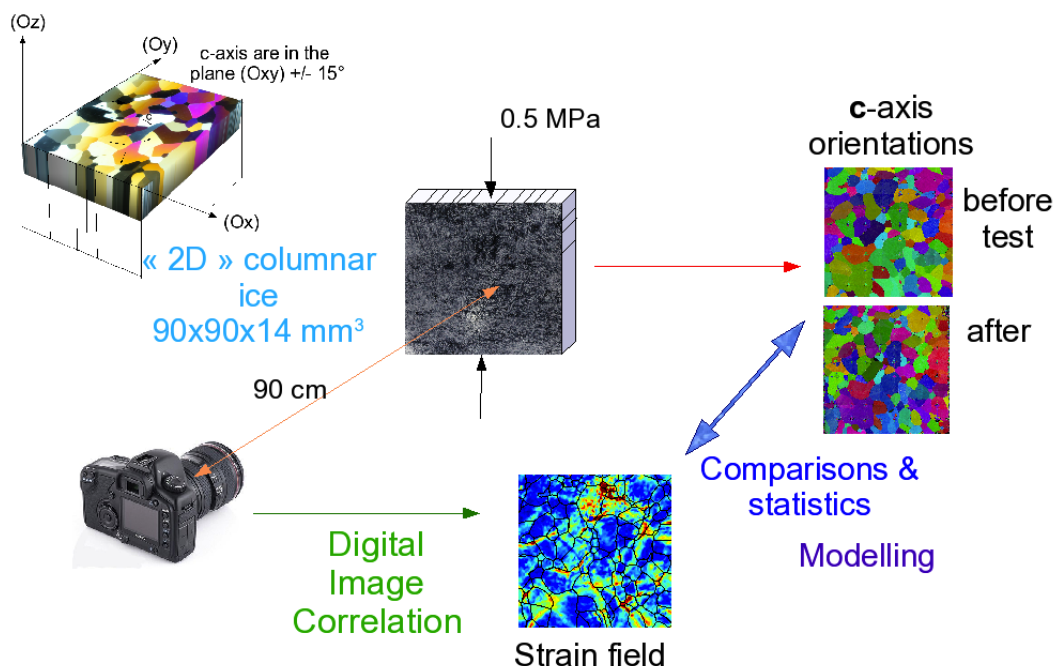 (Oz)
(Oy)
c-axis are in the
plane (Oxy) +/- 15°
c
(Ox)
« 2D » columnar
ice
90x90x14 mm³
0.5 MPa
90 cm
c-axis
orientations
before
test
after
Comparisons &
statistics
Modelling
Digital
Image
Correlation
Strain field